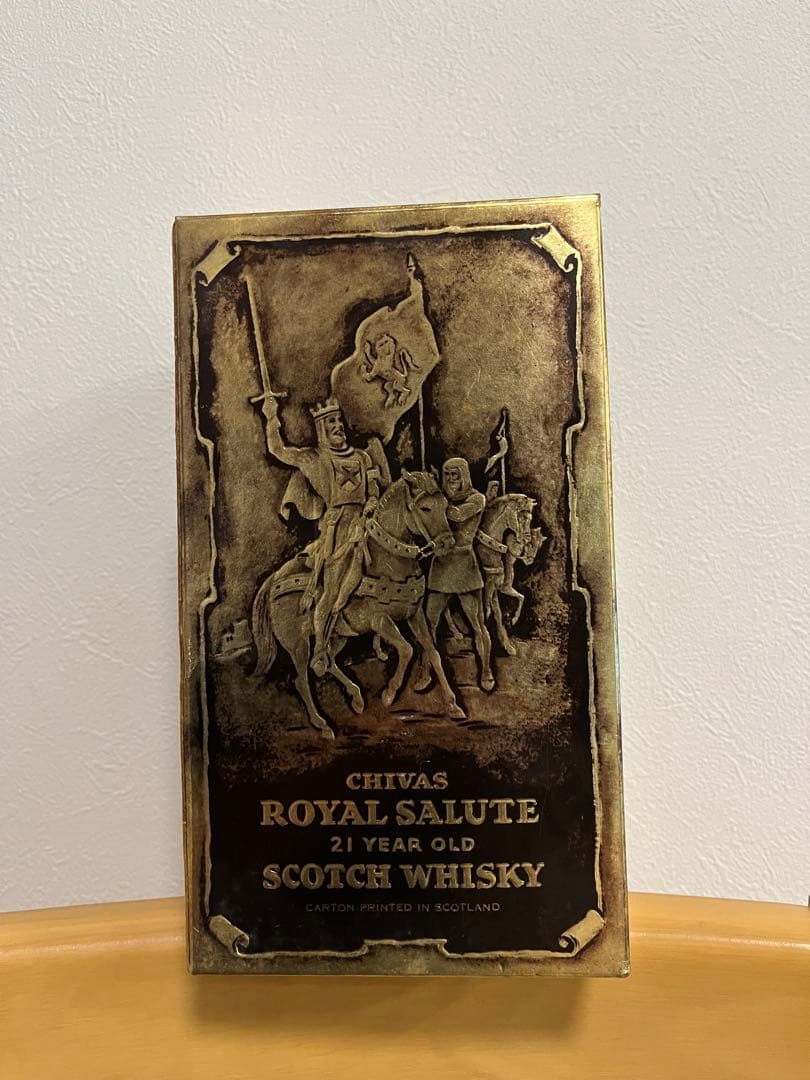 CHIVAS
ROYAL SALUTE
21 YEAR OLD
SCOTCH WHISKY
CARTON PRINTED IN SCOTLAND